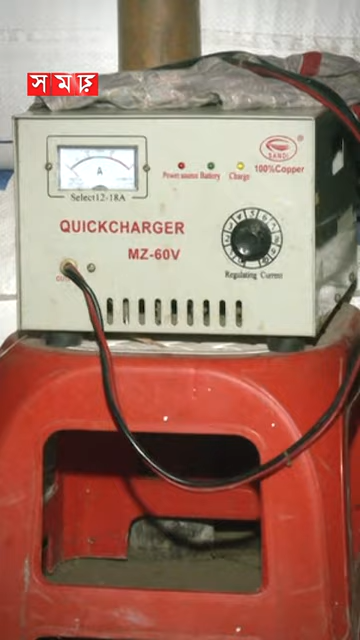 সময়
A
SANDI
Power source Battery Charge
100%Copper
Select12-18A
QUICKCHARGER
MZ-60V
Regulating Current